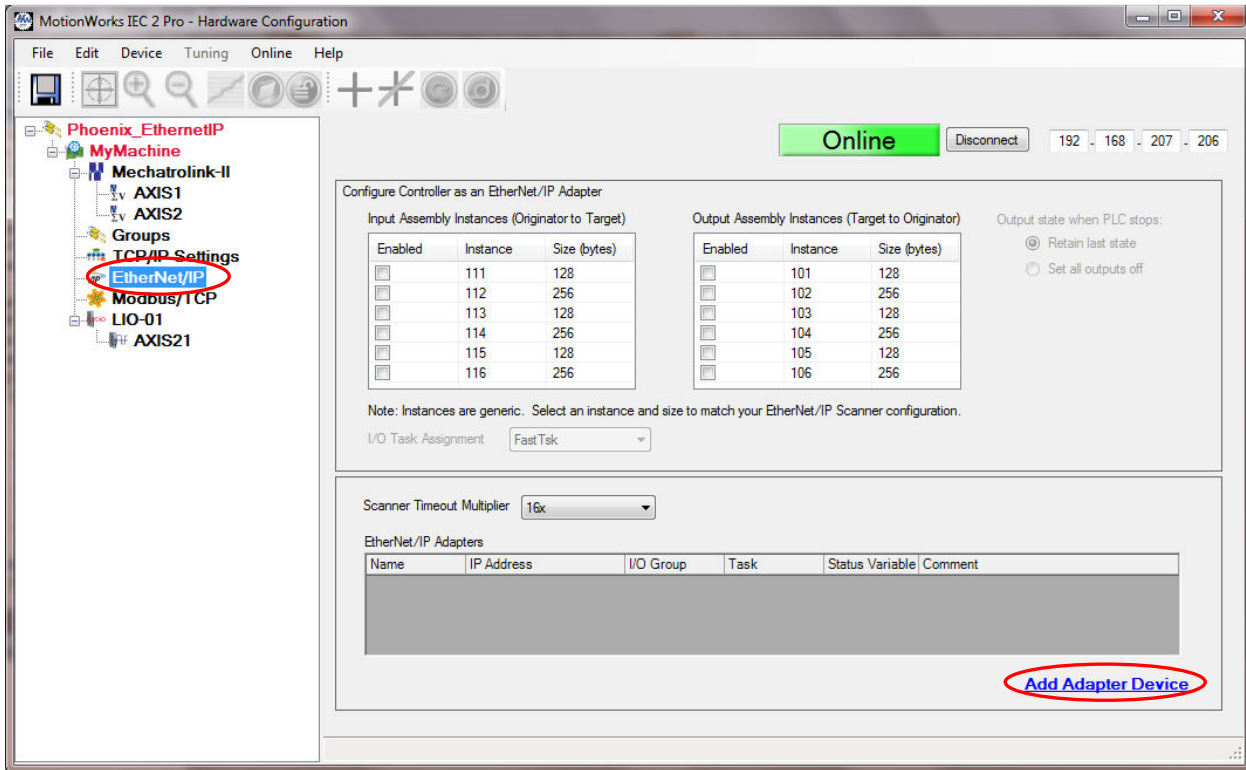 MotionWorks IEC 2 Pro - Hardware Configuration
File Edit Device Tuning Online Help
Phoenix_EthernetIP
MyMachine
Mechatrolink-II
AXIS1
AXIS2
Groups
TCP/IP Settings
EtherNet/IP
Modbus/TCP
LIO-01
AXIS21
Online Disconnect 192 . 168 . 207 . 206
Configure Controller as an EtherNet/IP Adapter
Input Assembly Instances (Originator to Target)
Enabled Instance Size (bytes)
111 128
112 256
113 128
114 256
115 128
116 256
Output Assembly Instances (Target to Originator)
Enabled Instance Size (bytes)
101 128
102 256
103 128
104 256
105 128
106 256
Output state when PLC stops:
Retain last state
Set all outputs off
Note: Instances are generic. Select an instance and size to match your EtherNet/IP Scanner configuration.
I/O Task Assignment FastTsk
Scanner Timeout Multiplier 16x
EtherNet/IP Adapters
Name IP Address I/O Group Task Status Variable Comment
Add Adapter Device